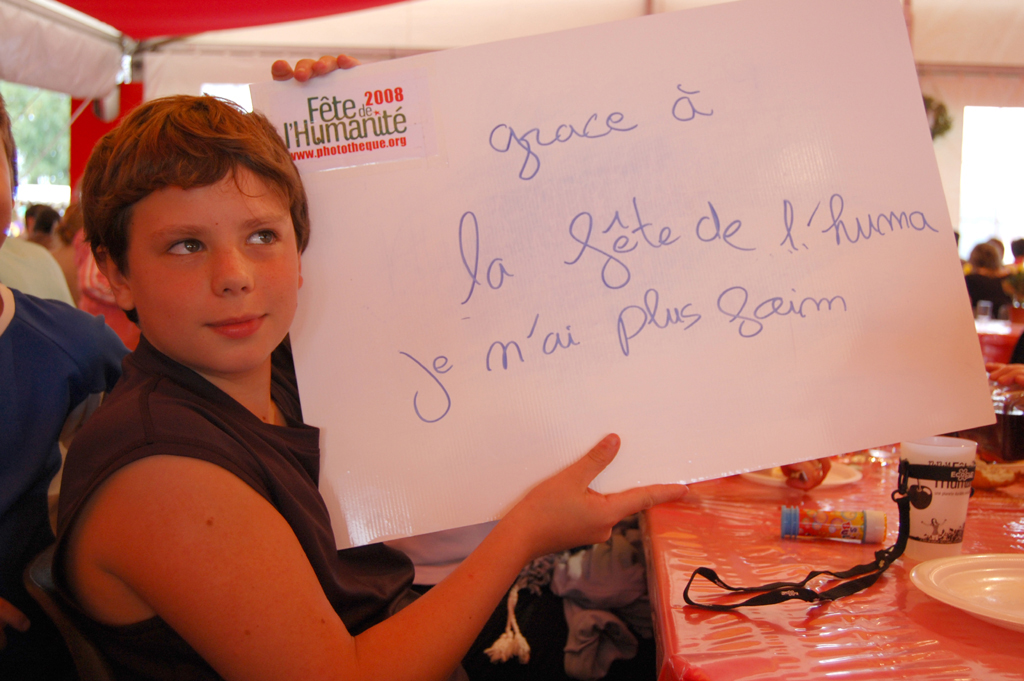 2008
Fête de
l'Humanité
www.phototheque.org
grace à
la fête de l'huma
je n'ai plus faim